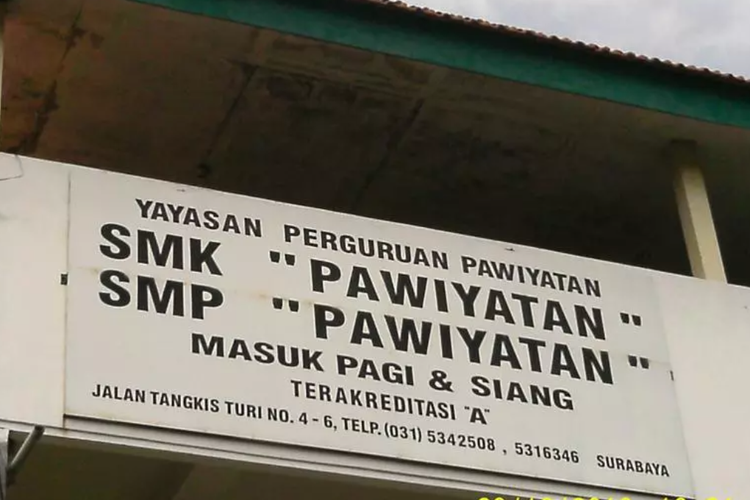 YAYASAN PERGURUAN PAWIYATAN
SMK "PAWIYATAN"
SMP "PAWIYATAN"
MASUK PAGI & SIANG
TERAKREDITASI "A"
JALAN TANGKIS TURI NO. 4 - 6, TELP. (031) 5342508 , 5316346 SURABAYA